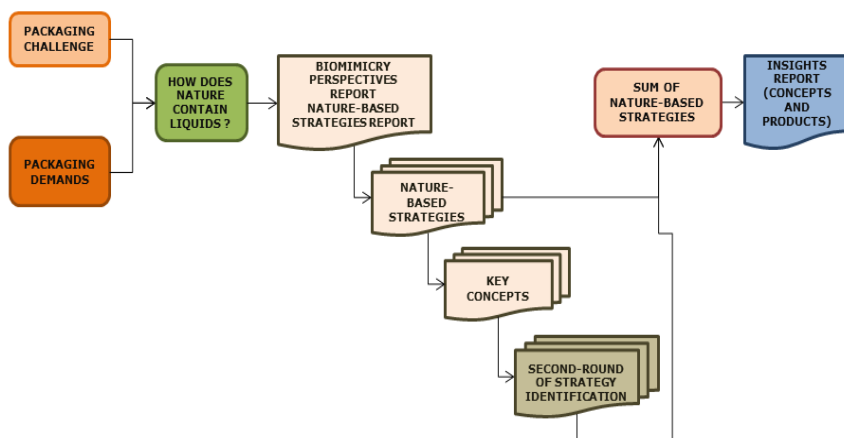 PACKAGING
CHALLENGE
PACKAGING
DEMANDS
HOW DOES
NATURE
CONTAIN
LIQUIDS ?
BIOMIMICRY
PERSPECTIVES
REPORT
NATURE-BASED
STRATEGIES REPORT
NATURE-
BASED
STRATEGIES
KEY
CONCEPTS
SECOND-ROUND
OF STRATEGY
IDENTIFICATION
SUM OF
NATURE-BASED
STRATEGIES
INSIGHTS
REPORT
(CONCEPTS
AND
PRODUCTS)